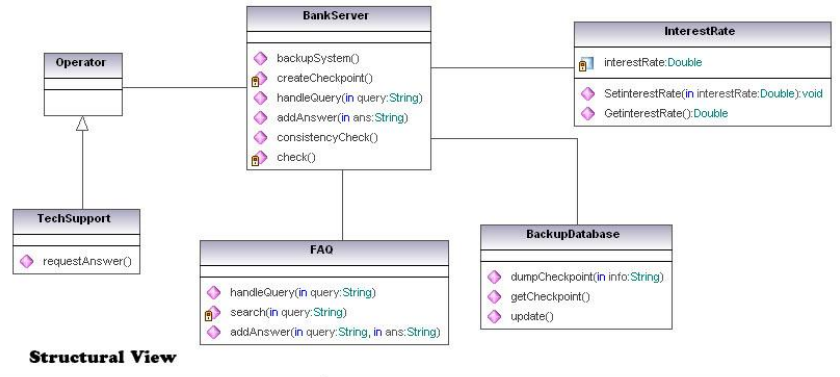 BankServer
backupSystem()
createCheckpoint()
handleQuery(in query:String)
addAnswer(in ans:String)
consistencyCheck()
check()
InterestRate
interestRate:Double
SetinterestRate(in interestRate:Double):void
GetinterestRate():Double
Operator
TechSupport
requestAnswer()
FAQ
handleQuery(in query:String)
search(in query:String)
addAnswer(in query:String, in ans:String)
BackupDatabase
dumpCheckpoint(in info:String)
getCheckpoint()
update()
Structural View